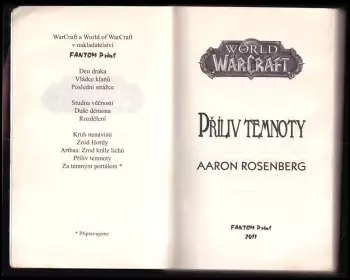 WarCraft a World of WarCraft
v nakladatelství
FANTOM Print
Den draka
Vládce klanů
Poslední strážce
Studna věčnosti
Duše démona
Rozdělení
Kruh nenávisti
Zrod Hordy
Arthas: Zrod krále lichů
Příliv temnoty
Za temným portálem *
* Připravujeme
WORLD
OF
WARCRAFT
PŘÍLIV TEMNOTY
AARON ROSENBERG
FANTOM Print
2011